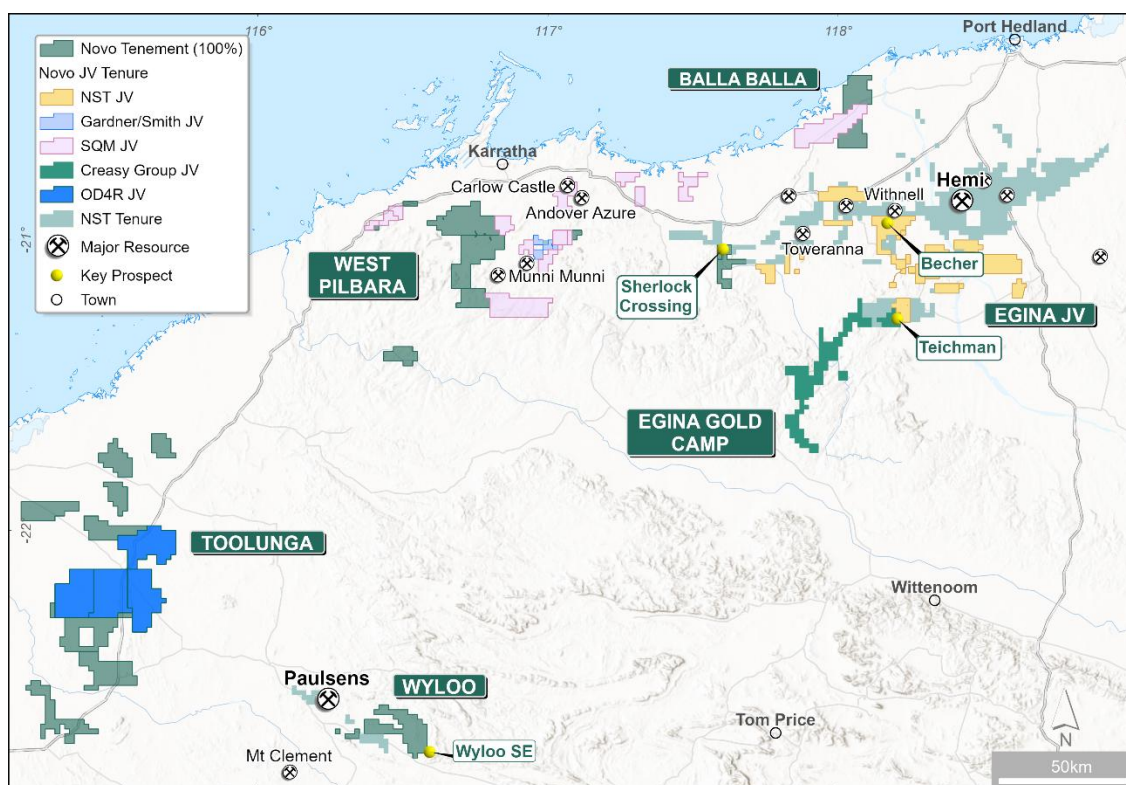 116°
117°
118°
Port Hedland
Novo Tenement (100%)
Novo JV Tenure
NST JV
Gardner/Smith JV
SQM JV
Creasy Group JV
OD4R JV
NST Tenure
Major Resource
Key Prospect
Town
BALLA BALLA
Karratha
Carlow Castle
Andover Azure
Withnell
Hemi
-21°
WEST
PILBARA
Munni Munni
Toweranna
Becher
Sherlock
Crossing
EGINA JV
Teichman
EGINA GOLD
CAMP
-22°
TOOLUNGA
Wittenoom
Paulsens
WYLOO
Tom Price
Wyloo SE
Mt Clement
N
50km